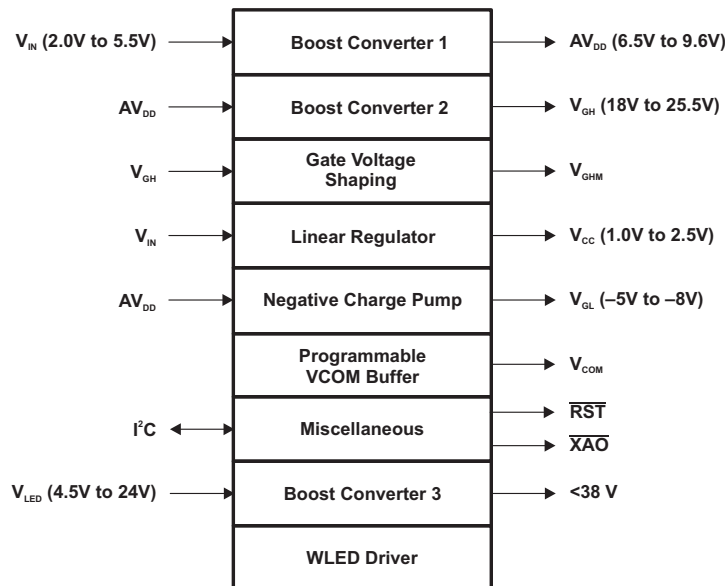 V_IN (2.0V to 5.5V) Boost Converter 1 AV_DD (6.5V to 9.6V)
AV_DD Boost Converter 2 V_GH (18V to 25.5V)
V_GH Gate Voltage Shaping V_GHM
V_IN Linear Regulator V_CC (1.0V to 2.5V)
AV_DD Negative Charge Pump V_GL (–5V to –8V)
Programmable
VCOM Buffer V_COM
I²C Miscellaneous R̅S̅T̅
X̅A̅O̅
V_LED (4.5V to 24V) Boost Converter 3 <38 V
WLED Driver